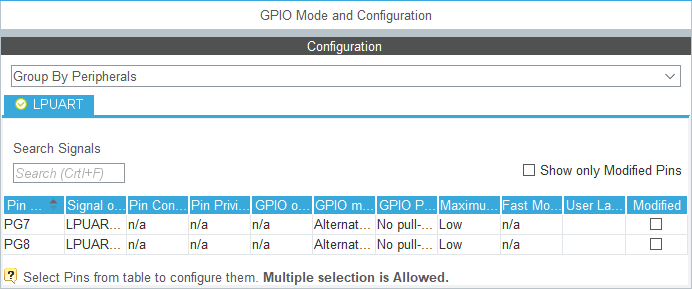 GPIO Mode and Configuration
Configuration
Group By Peripherals
LPUART
Search Signals
Search (Crtl+F)
Show only Modified Pins
Pin ... Signal o... Pin Con... Pin Privi... GPIO o... GPIO m... GPIO P... Maximu... Fast Mo... User La... Modified
PG7 LPUAR... n/a n/a n/a Alternat... No pull-... Low n/a
PG8 LPUAR... n/a n/a n/a Alternat... No pull-... Low n/a
Select Pins from table to configure them. Multiple selection is Allowed.